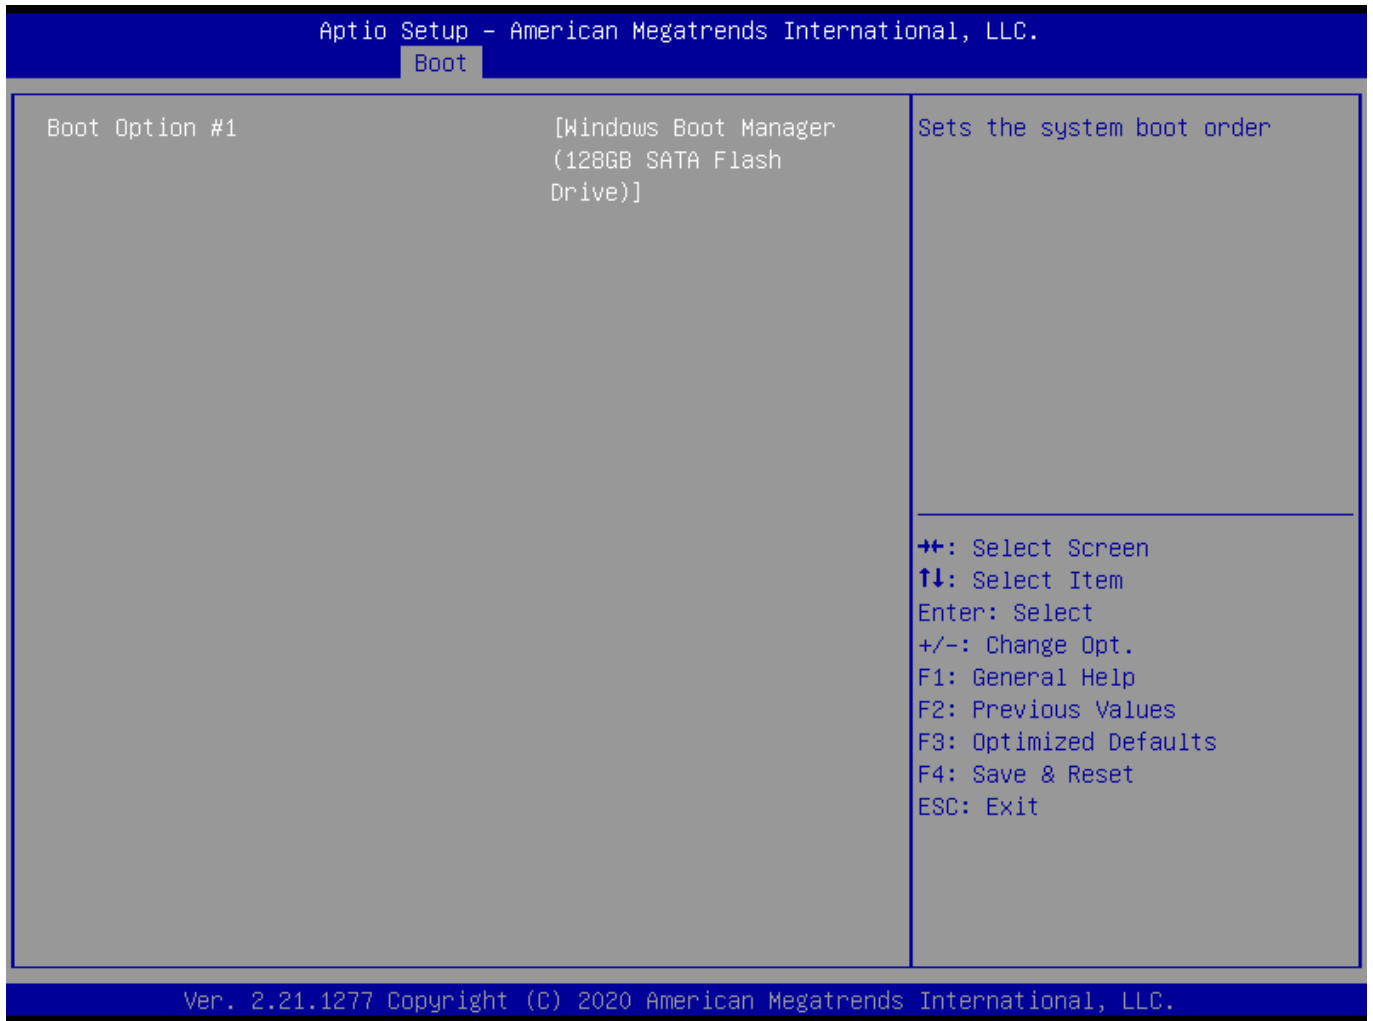 Aptio Setup – American Megatrends International, LLC.
Boot
Boot Option #1 [Windows Boot Manager
(128GB SATA Flash
Drive)]
Sets the system boot order
→←: Select Screen
↑↓: Select Item
Enter: Select
+/–: Change Opt.
F1: General Help
F2: Previous Values
F3: Optimized Defaults
F4: Save & Reset
ESC: Exit
Ver. 2.21.1277 Copyright (C) 2020 American Megatrends International, LLC.